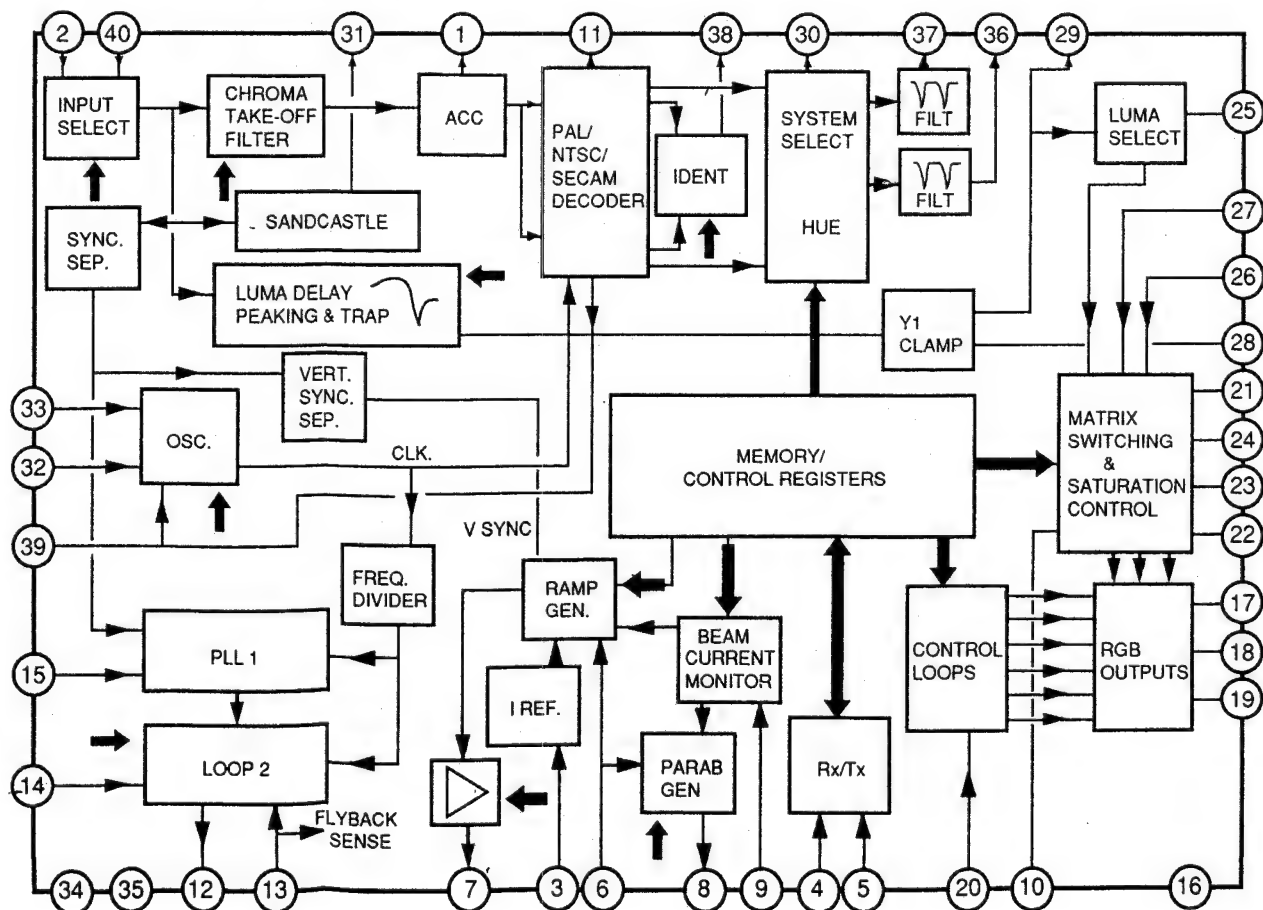 2 40 31 1 11 38 30 37 36 29
INPUT
SELECT
CHROMA
TAKE-OFF
FILTER
ACC
PAL/
NTSC/
SECAM
DECODER
IDENT
SYSTEM
SELECT
HUE
FILT
FILT
LUMA
SELECT
25
27
26
28
SYNC.
SEP.
SANDCASTLE
LUMA DELAY
PEAKING & TRAP
Y1
CLAMP
VERT.
SYNC.
SEP.
33
32
39
OSC.
CLK.
V SYNC
MEMORY/
CONTROL REGISTERS
MATRIX
SWITCHING
&
SATURATION
CONTROL
21
24
23
22
FREQ.
DIVIDER
RAMP
GEN.
BEAM
CURRENT
MONITOR
CONTROL
LOOPS
RGB
OUTPUTS
17
18
19
15
PLL 1
I REF.
14
LOOP 2
PARAB
GEN
Rx/Tx
FLYBACK
SENSE
34 35 12 13 7 3 6 8 9 4 5 20 10 16